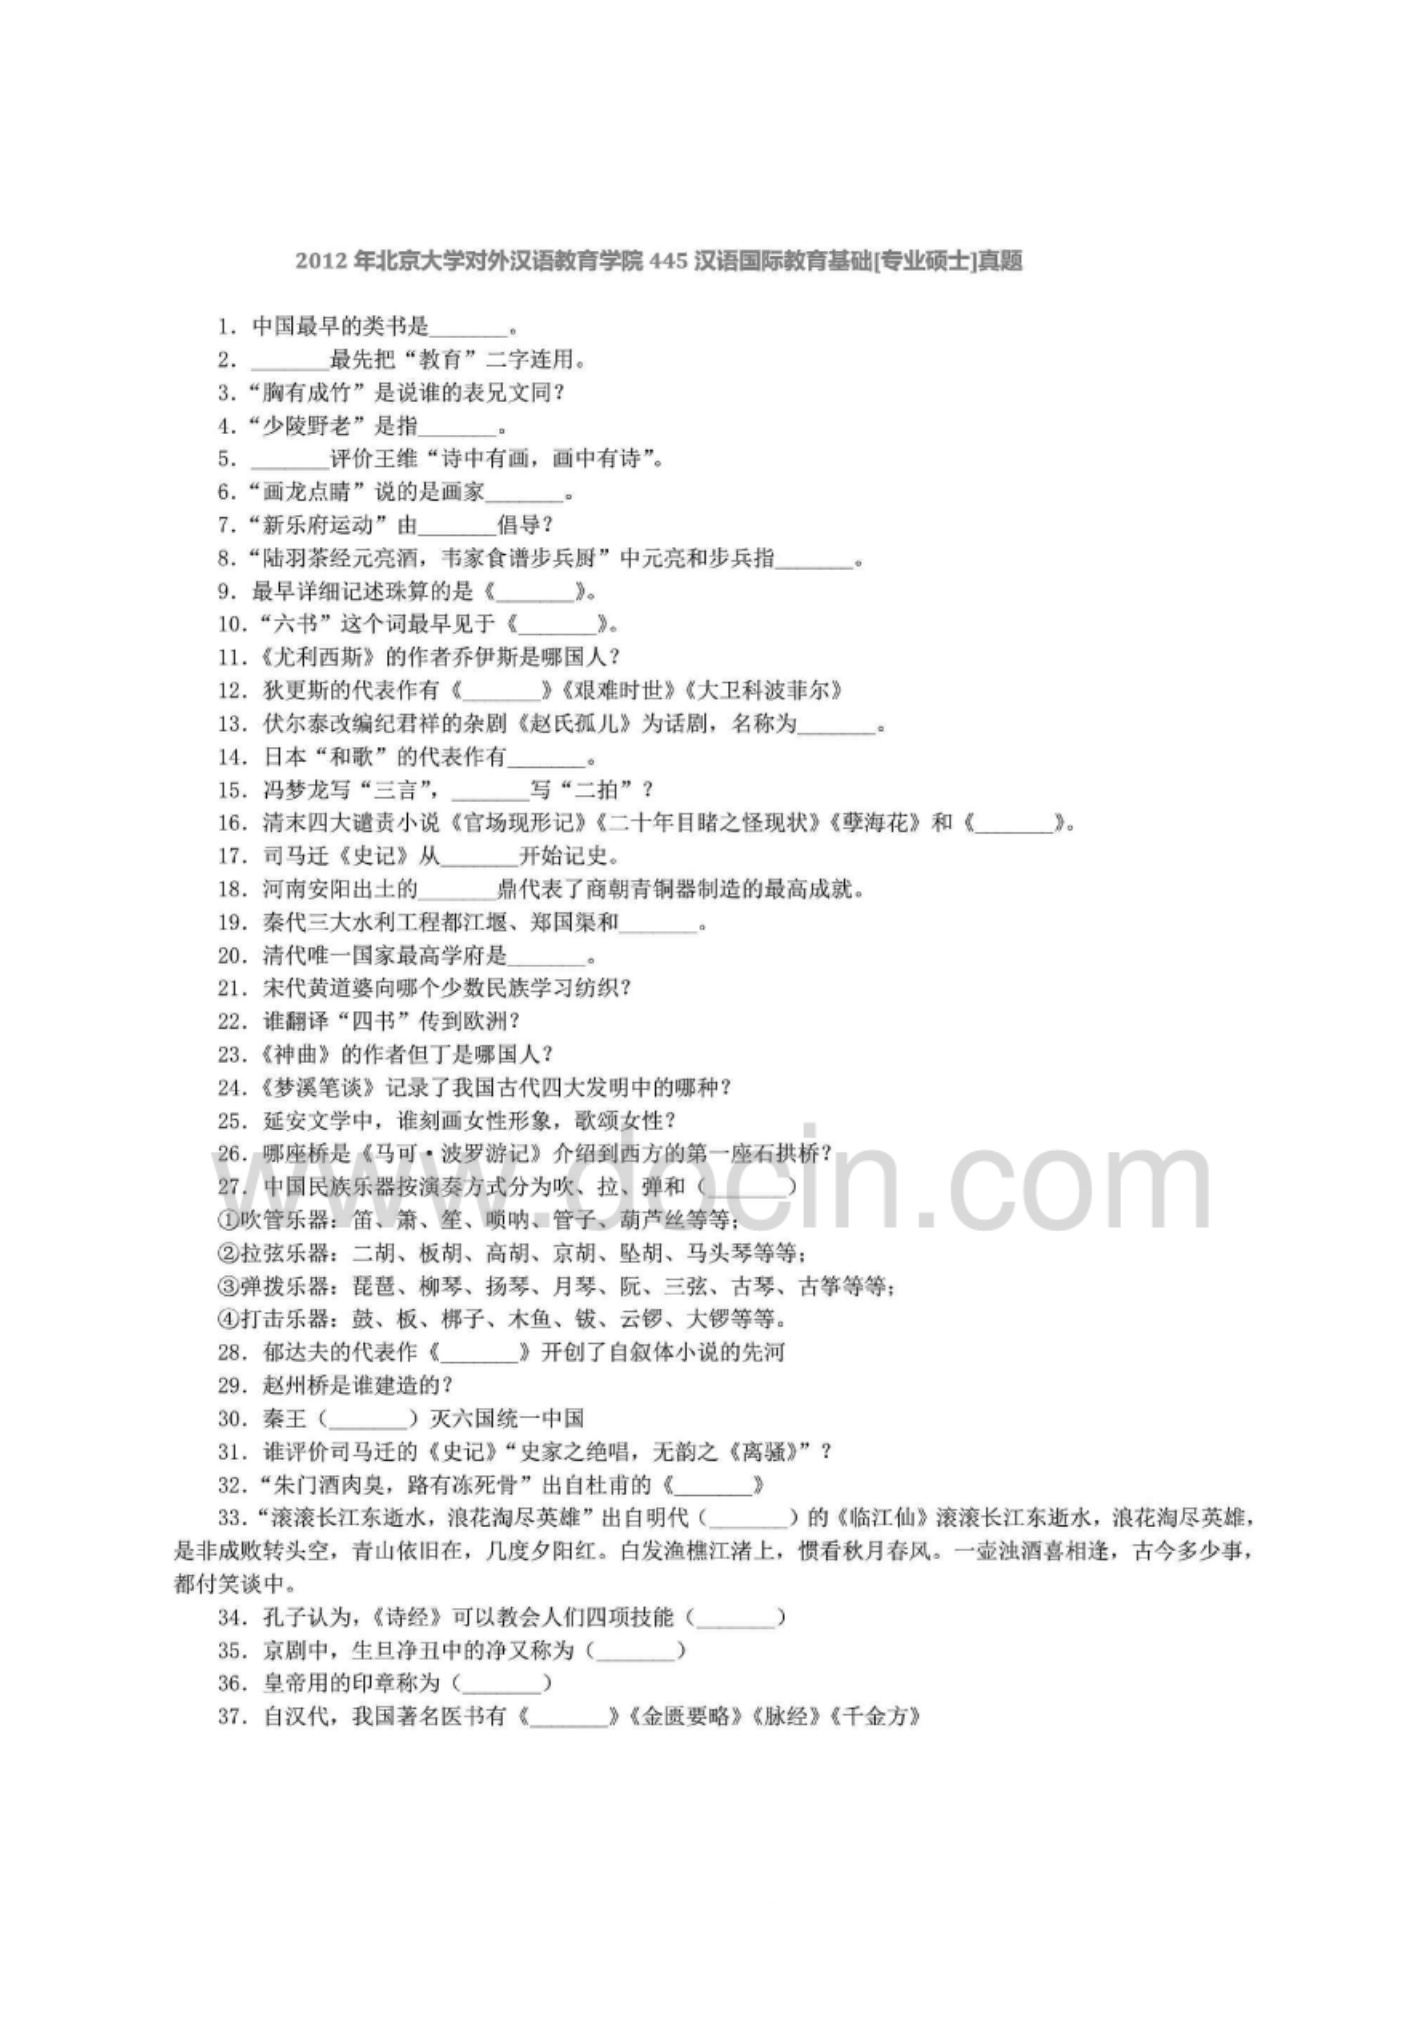 2012 年北京大学对外汉语教育学院 445 汉语国际教育基础[专业硕士]真题
1．中国最早的类书是_______。
2．_______最先把“教育”二字连用。
3．“胸有成竹”是说谁的表兄文同？
4．“少陵野老”是指_______。
5．_______评价王维“诗中有画，画中有诗”。
6．“画龙点睛”说的是画家_______。
7．“新乐府运动”由_______倡导？
8．“陆羽茶经元亮酒，韦家食谱步兵厨”中元亮和步兵指_______。
9．最早详细记述珠算的是《_______》。
10．“六书”这个词最早见于《_______》。
11．《尤利西斯》的作者乔伊斯是哪国人？
12．狄更斯的代表作有《_______》《艰难时世》《大卫科波菲尔》
13．伏尔泰改编纪君祥的杂剧《赵氏孤儿》为话剧，名称为_______。
14．日本“和歌”的代表作有_______。
15．冯梦龙写“三言”，_______写“二拍”？
16．清末四大谴责小说《官场现形记》《二十年目睹之怪现状》《孽海花》和《_______》。
17．司马迁《史记》从_______开始记史。
18．河南安阳出土的_______鼎代表了商朝青铜器制造的最高成就。
19．秦代三大水利工程都江堰、郑国渠和_______。
20．清代唯一国家最高学府是_______。
21．宋代黄道婆向哪个少数民族学习纺织？
22．谁翻译“四书”传到欧洲？
23．《神曲》的作者但丁是哪国人？
24．《梦溪笔谈》记录了我国古代四大发明中的哪种？
25．延安文学中，谁刻画女性形象，歌颂女性？
26．哪座桥是《马可·波罗游记》介绍到西方的第一座石拱桥？
www.docin.com
27．中国民族乐器按演奏方式分为吹、拉、弹和（_______）
①吹管乐器：笛、箫、笙、唢呐、管子、葫芦丝等等；
②拉弦乐器：二胡、板胡、高胡、京胡、坠胡、马头琴等等；
③弹拨乐器：琵琶、柳琴、扬琴、月琴、阮、三弦、古琴、古筝等等；
④打击乐器：鼓、板、梆子、木鱼、钹、云锣、大锣等等。
28．郁达夫的代表作《_______》开创了自叙体小说的先河
29．赵州桥是谁建造的？
30．秦王（_______）灭六国统一中国
31．谁评价司马迁的《史记》“史家之绝唱，无韵之《离骚》”？
32．“朱门酒肉臭，路有冻死骨”出自杜甫的《_______》
33．“滚滚长江东逝水，浪花淘尽英雄”出自明代（_______）的《临江仙》滚滚长江东逝水，浪花淘尽英雄，
是非成败转头空，青山依旧在，几度夕阳红。白发渔樵江渚上，惯看秋月春风。一壶浊酒喜相逢，古今多少事，
都付笑谈中。
34．孔子认为，《诗经》可以教会人们四项技能（_______）
35．京剧中，生旦净丑中的净又称为（_______）
36．皇帝用的印章称为（_______）
37．自汉代，我国著名医书有《_______》《金匮要略》《脉经》《千金方》